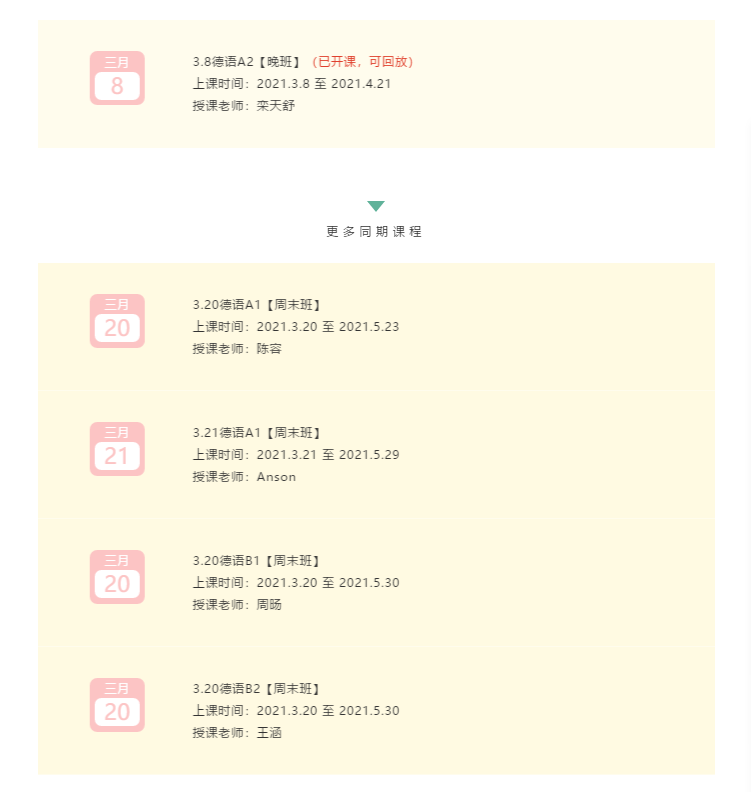 三月
8
3.8德语A2【晚班】（已开课，可回放）
上课时间：2021.3.8 至 2021.4.21
授课老师：栾天舒
更多同期课程
三月
20
3.20德语A1【周末班】
上课时间：2021.3.20 至 2021.5.23
授课老师：陈容
三月
21
3.21德语A1【周末班】
上课时间：2021.3.21 至 2021.5.29
授课老师：Anson
三月
20
3.20德语B1【周末班】
上课时间：2021.3.20 至 2021.5.30
授课老师：周旸
三月
20
3.20德语B2【周末班】
上课时间：2021.3.20 至 2021.5.30
授课老师：王涵